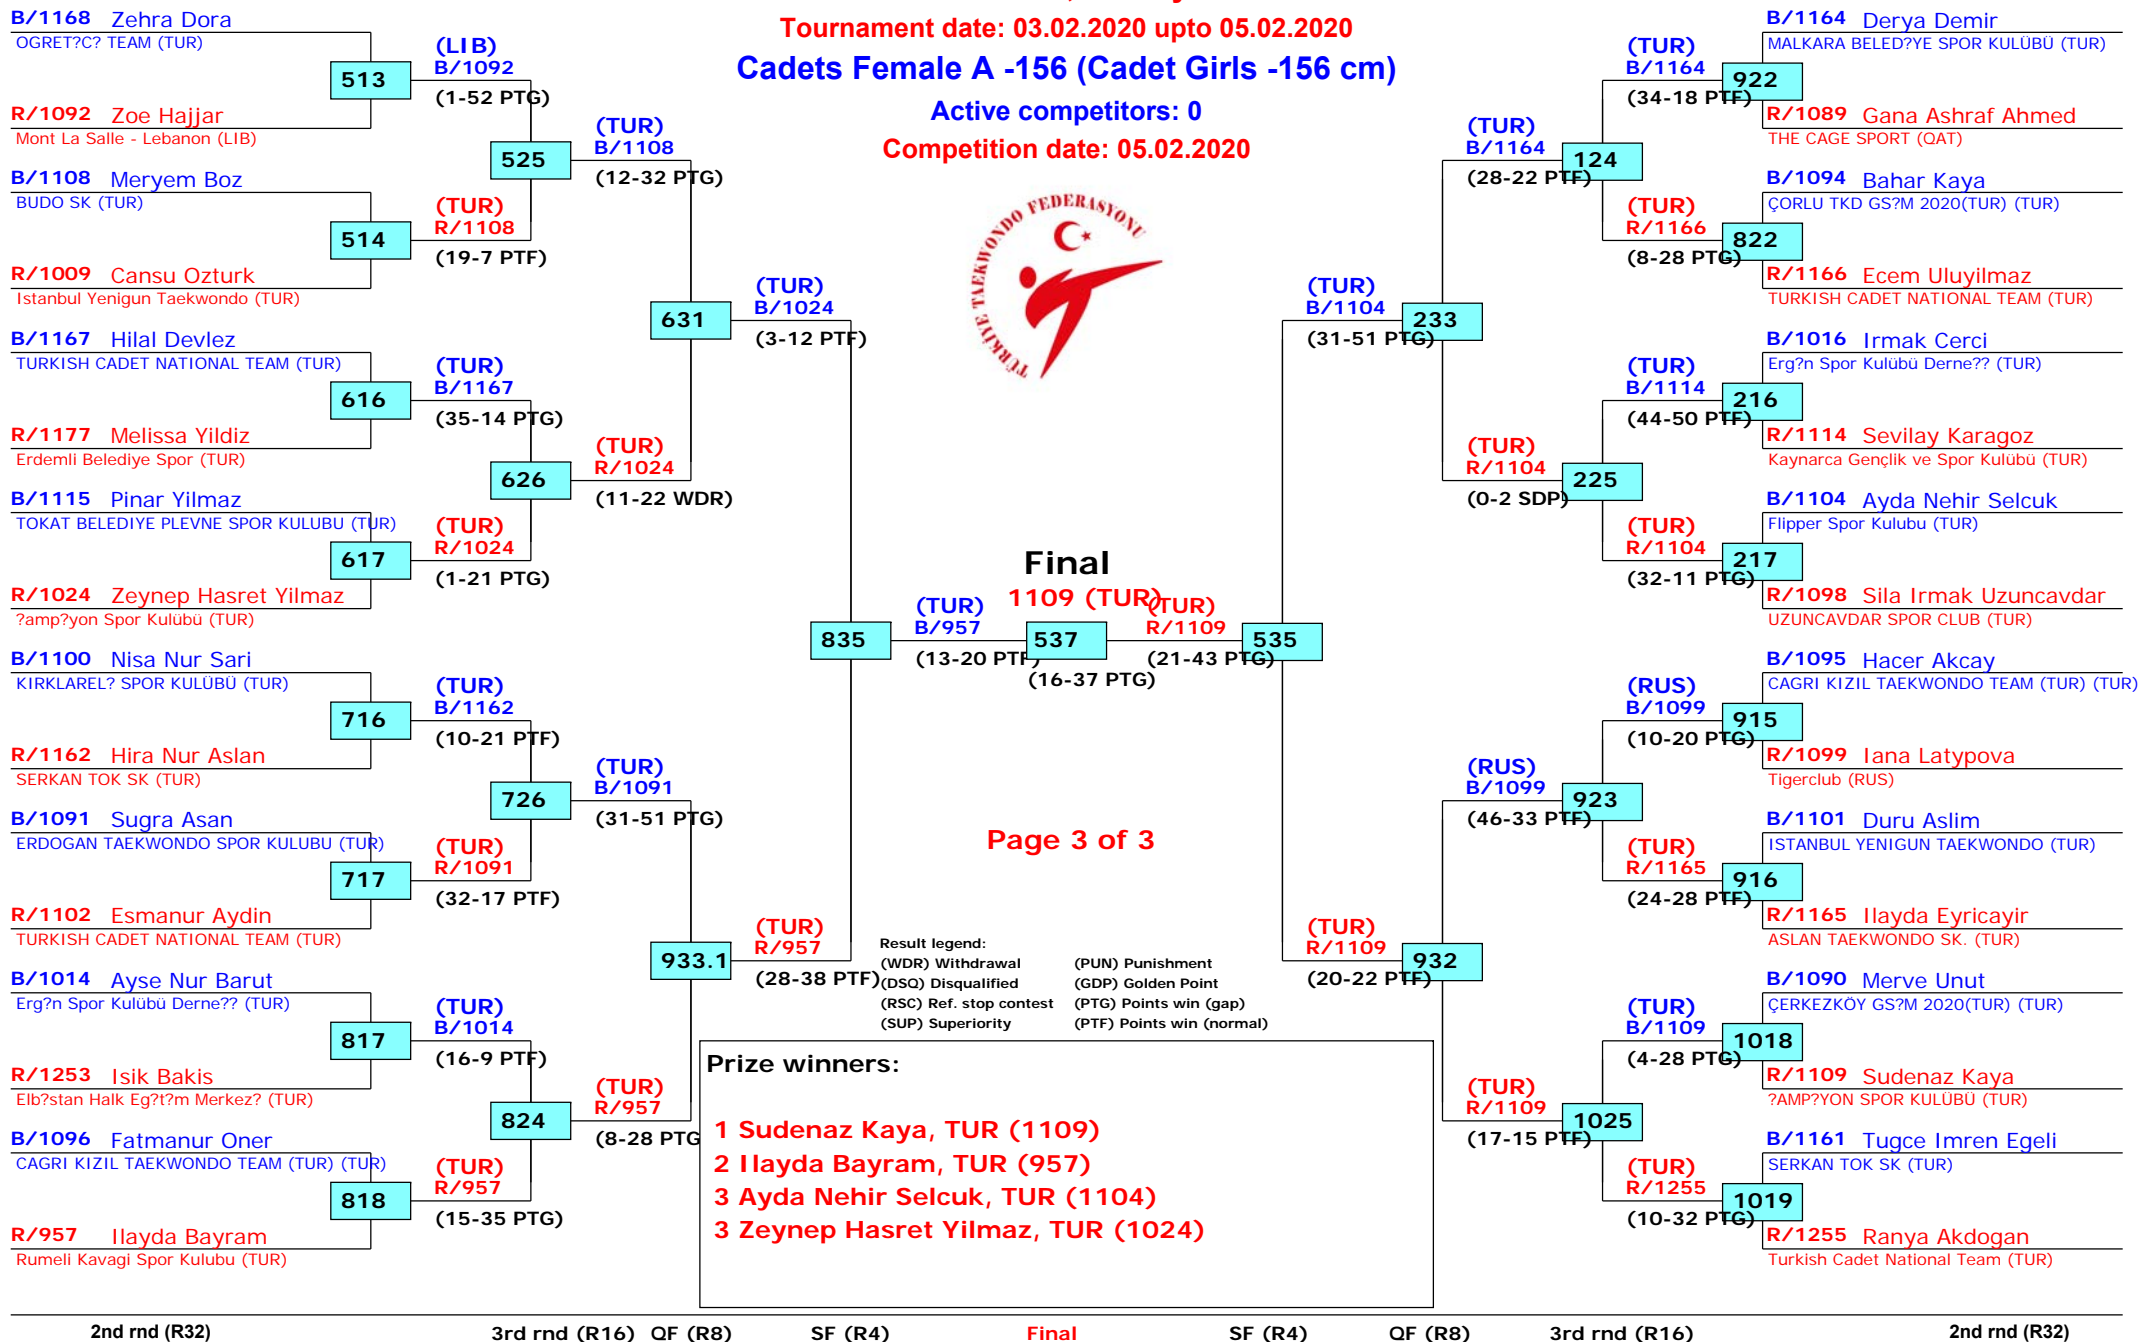 Tournament date: 03.02.2020 upto 05.02.2020
Cadets Female A -156 (Cadet Girls -156 cm)
Active competitors: 0
Competition date: 05.02.2020
TÜRKİYE TAEKWONDO FEDERASYONU
B/1168 Zehra Dora
OGRET?C? TEAM (TUR)
513
R/1092 Zoe Hajjar
Mont La Salle - Lebanon (LIB)
B/1108 Meryem Boz
BUDO SK (TUR)
514
R/1009 Cansu Ozturk
Istanbul Yenigun Taekwondo (TUR)
B/1167 Hilal Devlez
TURKISH CADET NATIONAL TEAM (TUR)
616
R/1177 Melissa Yildiz
Erdemli Belediye Spor (TUR)
B/1115 Pinar Yilmaz
TOKAT BELEDIYE PLEVNE SPOR KULUBU (TUR)
617
R/1024 Zeynep Hasret Yilmaz
?amp?yon Spor Kulübü (TUR)
B/1100 Nisa Nur Sari
KIRKLAREL? SPOR KULÜBÜ (TUR)
716
R/1162 Hira Nur Aslan
SERKAN TOK SK (TUR)
B/1091 Sugra Asan
ERDOGAN TAEKWONDO SPOR KULUBU (TUR)
717
R/1102 Esmanur Aydin
TURKISH CADET NATIONAL TEAM (TUR)
B/1014 Ayse Nur Barut
Erg?n Spor Kulübü Derne?? (TUR)
817
R/1253 Isik Bakis
Elb?stan Halk Eg?t?m Merkez? (TUR)
B/1096 Fatmanur Oner
CAGRI KIZIL TAEKWONDO TEAM (TUR) (TUR)
818
R/957 Ilayda Bayram
Rumeli Kavagi Spor Kulubu (TUR)
(LIB)
B/1092
(1-52 PTG)
525
(TUR)
R/1108
(19-7 PTF)
(TUR)
B/1167
(35-14 PTG)
626
(TUR)
R/1024
(1-21 PTG)
(TUR)
B/1162
(10-21 PTF)
726
(TUR)
R/1091
(32-17 PTF)
(TUR)
B/1014
(16-9 PTF)
824
(TUR)
R/957
(15-35 PTG)
(TUR)
B/1108
(12-32 PTG)
631
(TUR)
R/1024
(11-22 WDR)
(TUR)
B/1091
(31-51 PTG)
933.1
(TUR)
R/957
(8-28 PTG
(TUR)
B/1024
(3-12 PTF)
835
(TUR)
R/957
(28-38 PTF)
(TUR)
B/957
(13-20 PTF)
Final
1109 (TUR)
537
(16-37 PTG)
(TUR)
R/1109
(21-43 PTG)
535
(TUR)
B/1104
(31-51 PTG)
233
(TUR)
R/1109
(20-22 PTF)
932
(TUR)
B/1164
(28-22 PTF)
124
(TUR)
R/1104
(0-2 SDP)
225
(RUS)
B/1099
(46-33 PTF)
923
(TUR)
R/1109
(17-15 PTF)
1025
(TUR)
B/1164
(34-18 PTF)
922
(TUR)
R/1166
(8-28 PTG)
822
(TUR)
B/1114
(44-50 PTF)
216
(TUR)
R/1104
(32-11 PTG)
217
(RUS)
B/1099
(10-20 PTG)
915
(TUR)
R/1165
(24-28 PTF)
916
(TUR)
B/1109
(4-28 PTG)
1018
(TUR)
R/1255
(10-32 PTG)
1019
B/1164 Derya Demir
MALKARA BELED?YE SPOR KULÜBÜ (TUR)
R/1089 Gana Ashraf Ahmed
THE CAGE SPORT (QAT)
B/1094 Bahar Kaya
ÇORLU TKD GS?M 2020(TUR) (TUR)
R/1166 Ecem Uluyilmaz
TURKISH CADET NATIONAL TEAM (TUR)
B/1016 Irmak Cerci
Erg?n Spor Kulübü Derne?? (TUR)
R/1114 Sevilay Karagoz
Kaynarca Gençlik ve Spor Kulübü (TUR)
B/1104 Ayda Nehir Selcuk
Flipper Spor Kulubu (TUR)
R/1098 Sila Irmak Uzuncavdar
UZUNCAVDAR SPOR CLUB (TUR)
B/1095 Hacer Akcay
CAGRI KIZIL TAEKWONDO TEAM (TUR) (TUR)
R/1099 Iana Latypova
Tigerclub (RUS)
B/1101 Duru Aslim
ISTANBUL YENIGUN TAEKWONDO (TUR)
R/1165 Ilayda Eyricayir
ASLAN TAEKWONDO SK. (TUR)
B/1090 Merve Unut
ÇERKEZKÖY GS?M 2020(TUR) (TUR)
R/1109 Sudenaz Kaya
?AMP?YON SPOR KULÜBÜ (TUR)
B/1161 Tugce Imren Egeli
SERKAN TOK SK (TUR)
R/1255 Ranya Akdogan
Turkish Cadet National Team (TUR)
Page 3 of 3
Result legend:
(WDR) Withdrawal (PUN) Punishment
(DSQ) Disqualified (GDP) Golden Point
(RSC) Ref. stop contest (PTG) Points win (gap)
(SUP) Superiority (PTF) Points win (normal)
Prize winners:
1 Sudenaz Kaya, TUR (1109)
2 Ilayda Bayram, TUR (957)
3 Ayda Nehir Selcuk, TUR (1104)
3 Zeynep Hasret Yilmaz, TUR (1024)
2nd rnd (R32) 3rd rnd (R16) QF (R8) SF (R4) Final SF (R4) QF (R8) 3rd rnd (R16) 2nd rnd (R32)